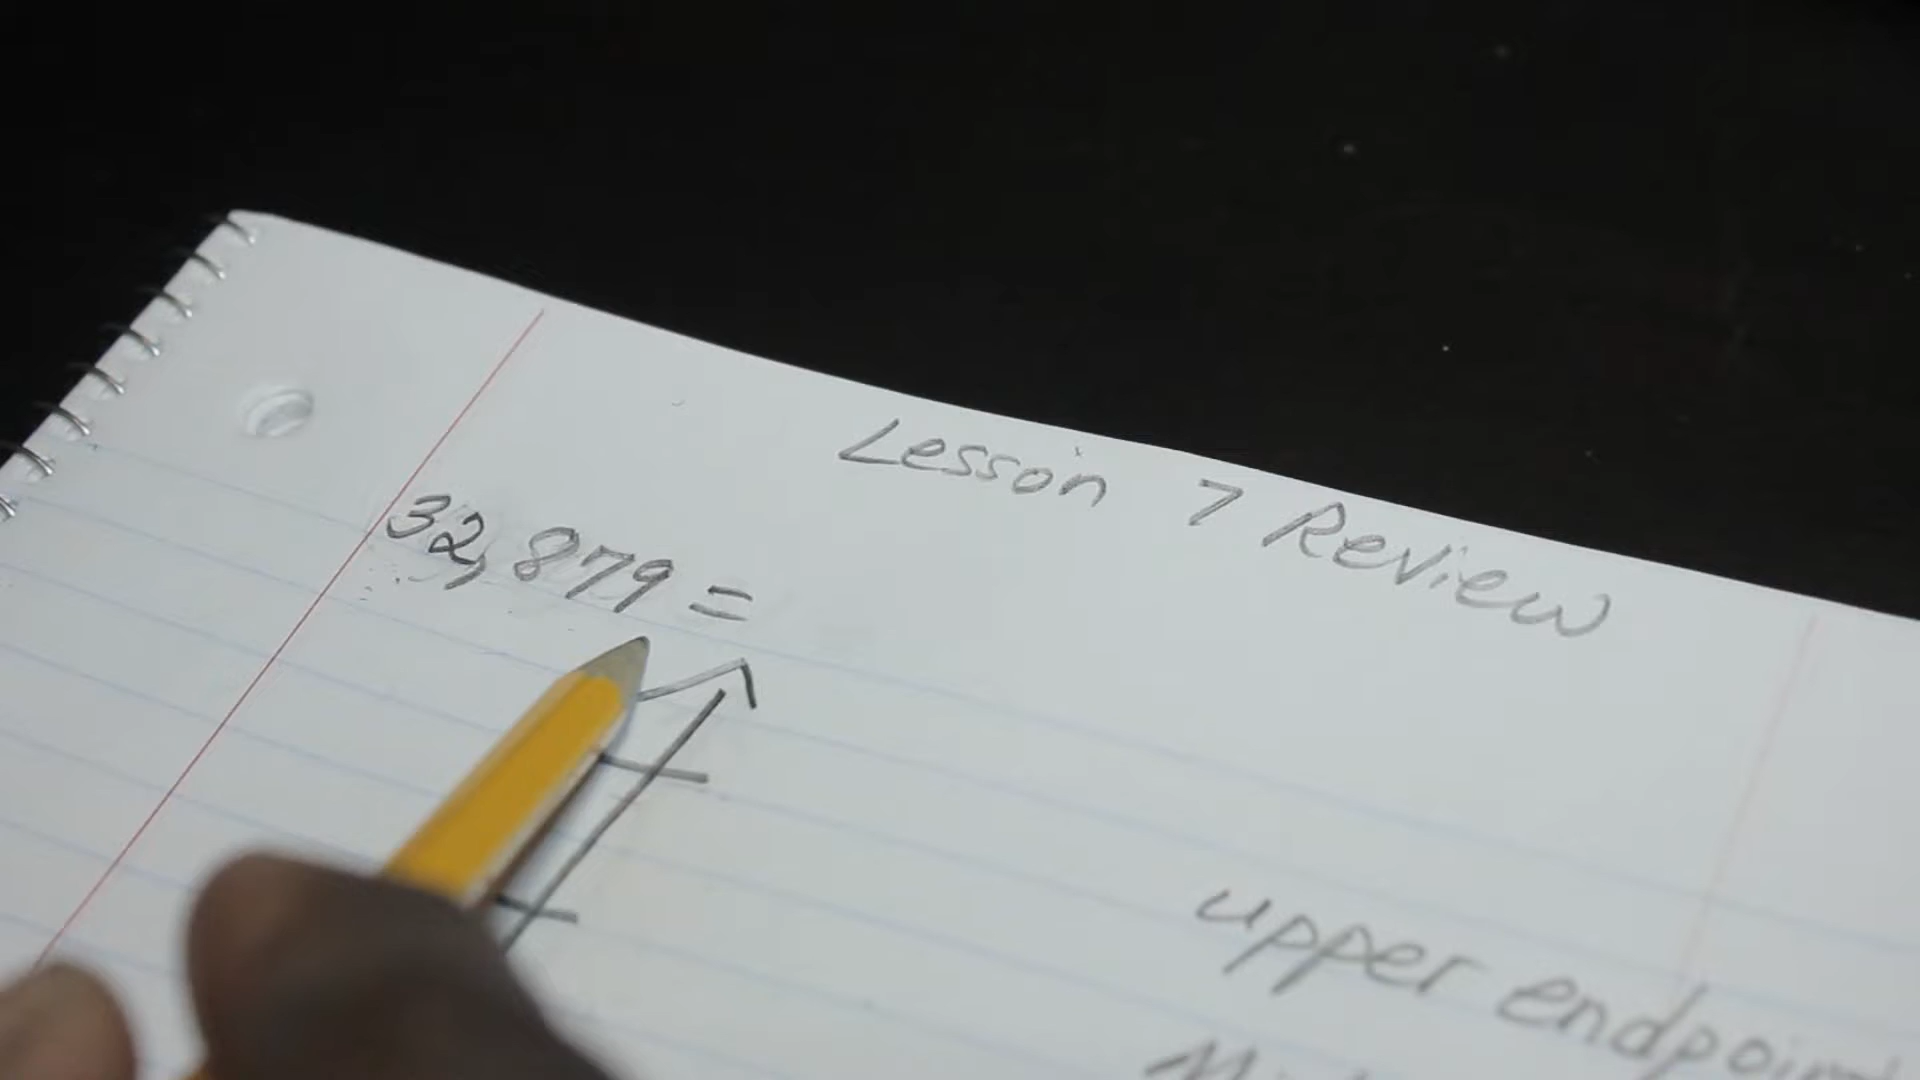 Lesson 7 Review
32,879 =
upper endpoint